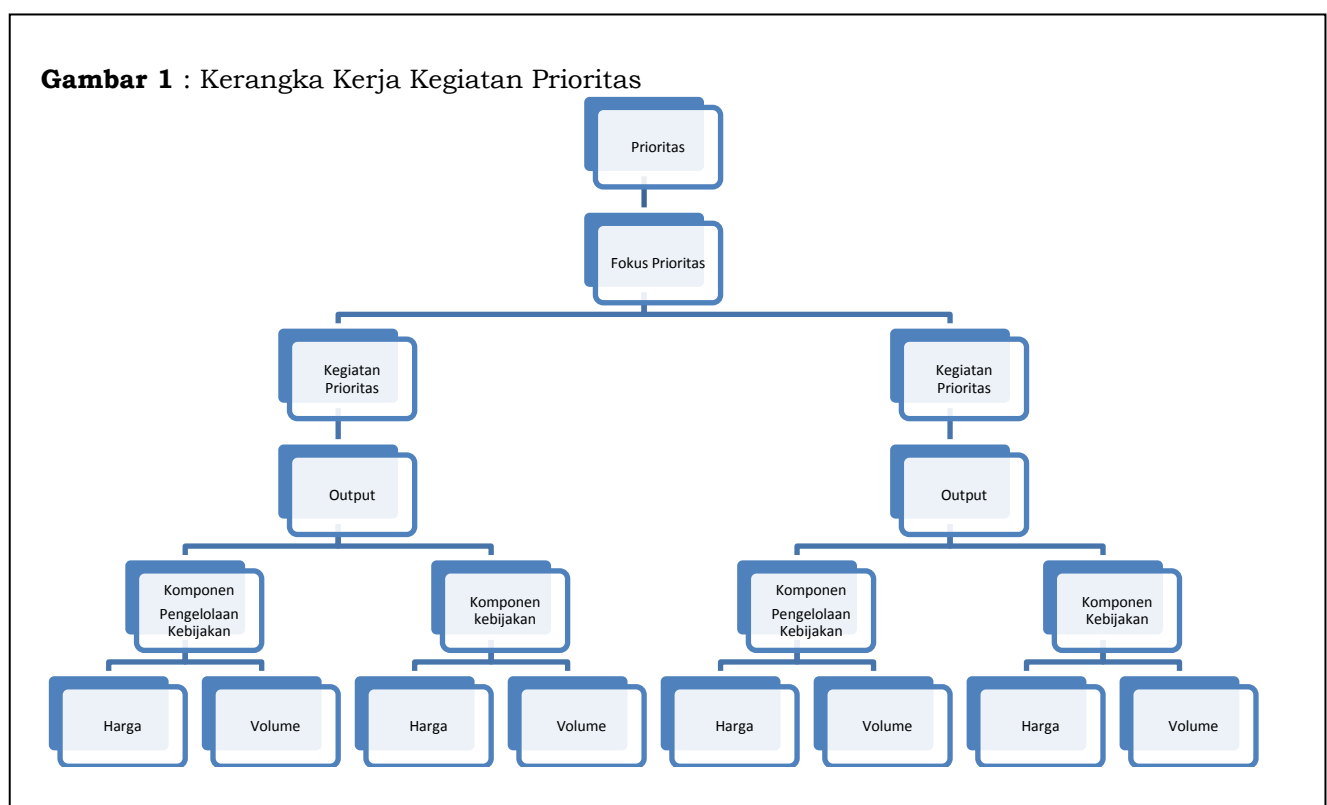 Gambar 1 : Kerangka Kerja Kegiatan Prioritas
Prioritas
Fokus Prioritas
Kegiatan
Prioritas
Kegiatan
Prioritas
Output
Output
Komponen
Pengelolaan
Kebijakan
Komponen
kebijakan
Komponen
Pengelolaan
Kebijakan
Komponen
Kebijakan
Harga
Volume
Harga
Volume
Harga
Volume
Harga
Volume